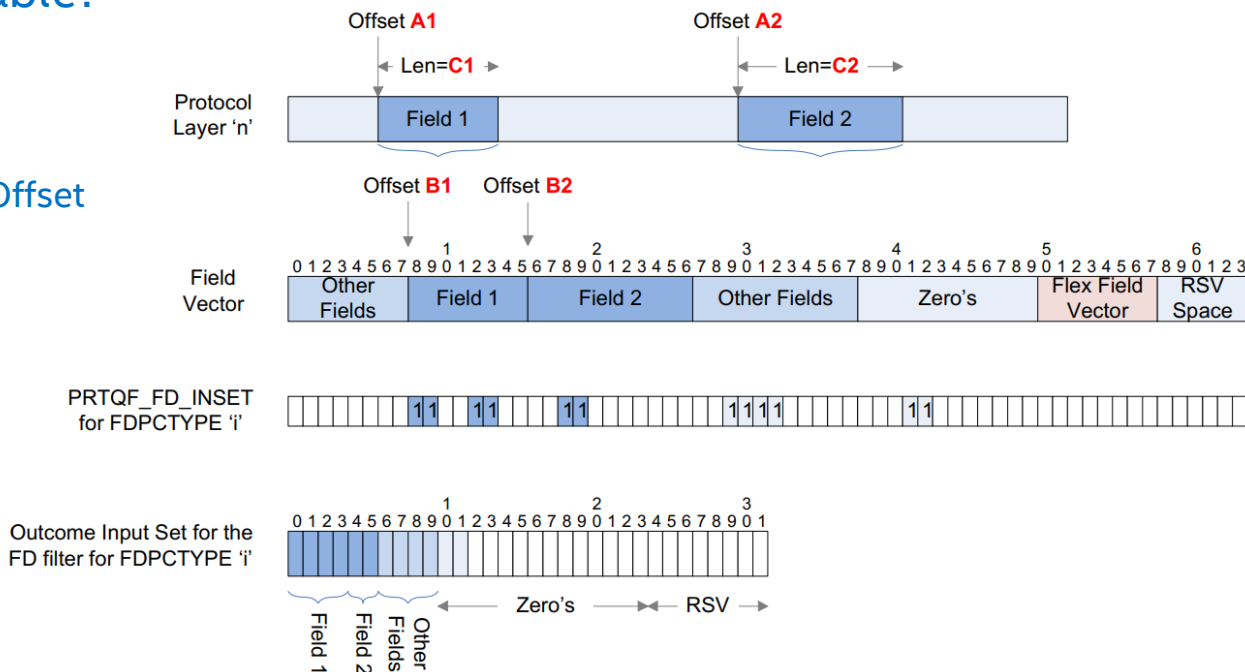 able?
Offset A1
Offset A2
Len=C1
Len=C2
Protocol
Layer 'n'
Field 1
Field 2
Offset
Offset B1
Offset B2
1 2 3 4 5 6
0 1 2 3 4 5 6 7 8 9 0 1 2 3 4 5 6 7 8 9 0 1 2 3 4 5 6 7 8 9 0 1 2 3 4 5 6 7 8 9 0 1 2 3 4 5 6 7 8 9 0 1 2 3 4 5 6 7 8 9 0 1 2 3
Field
Vector
Other
Fields
Field 1
Field 2
Other Fields
Zero's
Flex Field
Vector
RSV
Space
PRTQF_FD_INSET
for FDPCTYPE 'i'
1 1 1 1 1 1 1 1 1 1 1 1
1 2 3
0 1 2 3 4 5 6 7 8 9 0 1 2 3 4 5 6 7 8 9 0 1 2 3 4 5 6 7 8 9 0 1
Outcome Input Set for the
FD filter for FDPCTYPE 'i'
Zero's
RSV
Field 1
Field 2
Other
Fields